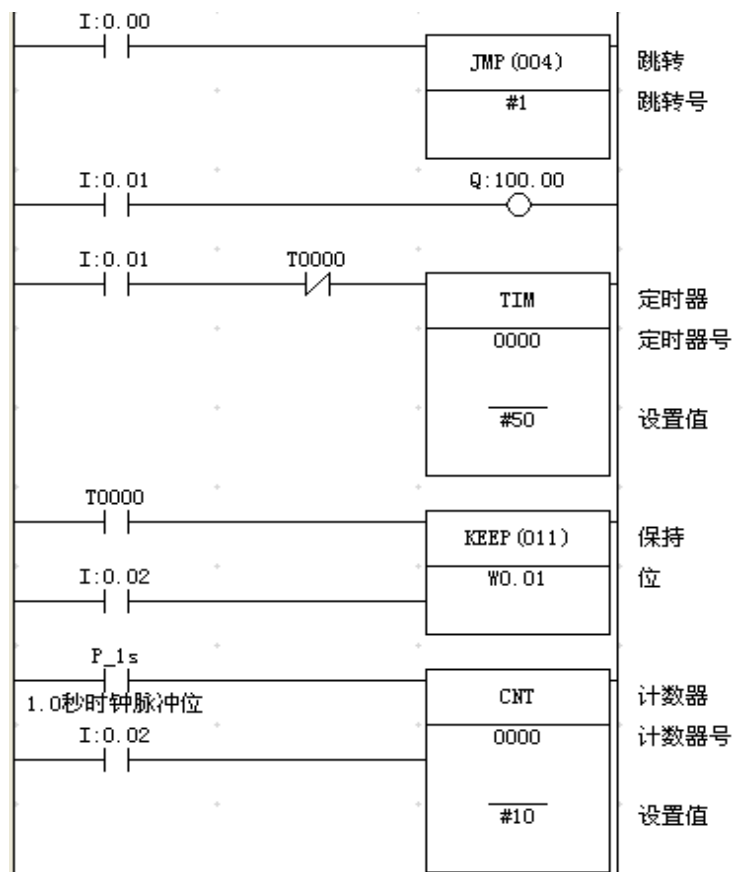 I:0.00
JMP(004) 跳转
#1 跳转号
I:0.01 Q:100.00
I:0.01 T0000
TIM 定时器
0000 定时器号
#50 设置值
T0000
KEEP(011) 保持
I:0.02 W0.01 位
P_1s
1.0秒时钟脉冲位 CNT 计数器
I:0.02 0000 计数器号
#10 设置值